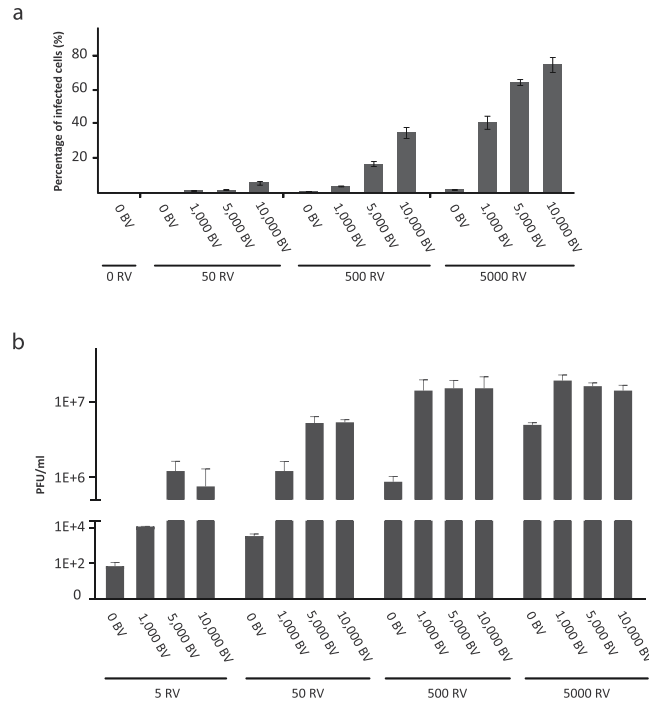 a
Percentage of infected cells (%)
80
60
40
20
0 BV
0 BV
1,000 BV
5,000 BV
10,000 BV
0 BV
1,000 BV
5,000 BV
10,000 BV
0 BV
1,000 BV
5,000 BV
10,000 BV
0 RV
50 RV
500 RV
5000 RV
b
PFU/ml
1E+7
1E+6
1E+4
1E+2
0
0 BV
1,000 BV
5,000 BV
10,000 BV
0 BV
1,000 BV
5,000 BV
10,000 BV
0 BV
1,000 BV
5,000 BV
10,000 BV
0 BV
1,000 BV
5,000 BV
10,000 BV
5 RV
50 RV
500 RV
5000 RV